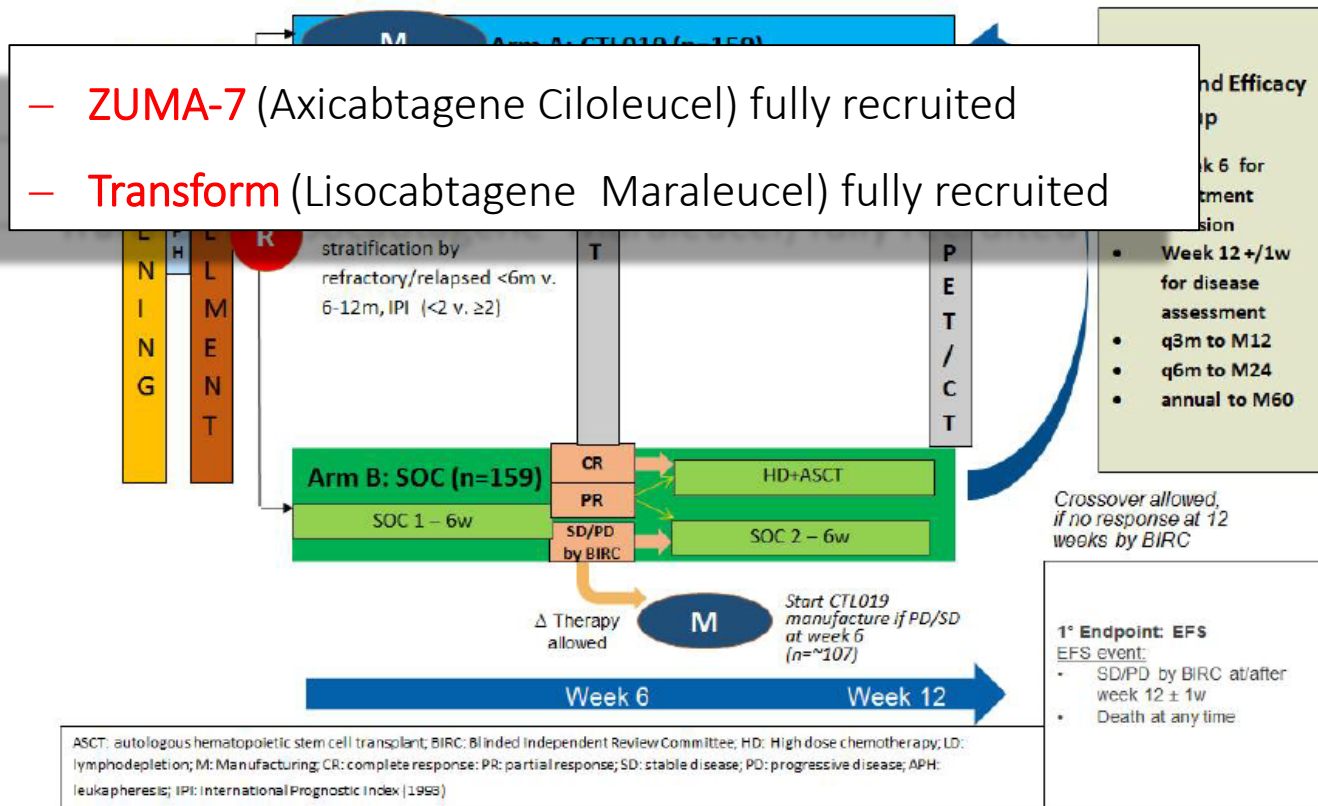 – ZUMA-7 (Axicabtagene Ciloleucel) fully recruited
– Transform (Lisocabtagene Maraleucel) fully recruited
M
Arm A: CTL019 (n=159)
nd Efficacy
up
k 6 for
tment
sion
• Week 12 +/1w
for disease
assessment
• q3m to M12
• q6m to M24
• annual to M60
E
N
I
N
G
P
H
L
L
M
E
N
T
R
stratification by
refractory/relapsed <6m v.
6-12m, IPI (<2 v. ≥2)
T
P
E
T
/
C
T
Arm B: SOC (n=159)
SOC 1 – 6w
CR
PR
SD/PD
by BIRC
HD+ASCT
SOC 2 – 6w
Crossover allowed,
if no response at 12
weeks by BIRC
Δ Therapy
allowed
M
Start CTL019
manufacture if PD/SD
at week 6
(n=~107)
Week 6
Week 12
1° Endpoint: EFS
EFS event:
- SD/PD by BIRC at/after
week 12 ± 1w
- Death at any time
ASCT: autologous hematopoietic stem cell transplant; BIRC: Blinded Independent Review Committee; HD: High dose chemotherapy; LD:
lymphodepletion; M: Manufacturing; CR: complete response; PR: partial response; SD: stable disease; PD: progressive disease; APH:
leukapheresis; IPI: International Prognostic Index (1993)